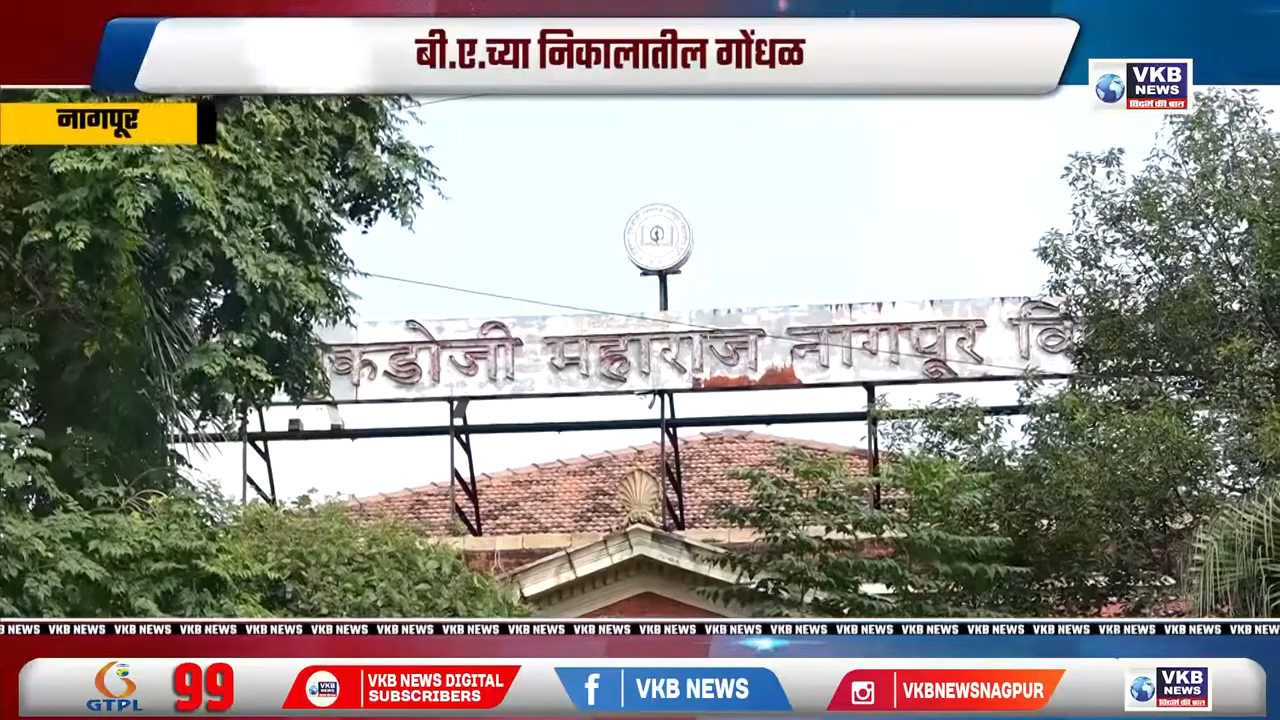 बी.ए.च्या निकालातील गोंधळ
VKB
NEWS
विदर्भ की बात
नागपूर
कडोजी महाराज नागपूर वि
VKB NEWS VKB NEWS VKB NEWS VKB NEWS VKB NEWS VKB NEWS VKB NEWS VKB NEWS VKB NEWS VKB NEWS VKB NEWS VKB NEWS VKB NEWS VKB NEWS VKB NEWS VKB NEWS VKB NEWS VKB NEWS VKB NEWS
GTPL
99
VKB
NEWS
VKB NEWS DIGITAL
SUBSCRIBERS
f
VKB NEWS
VKBNEWSNAGPUR
VKB
NEWS
विदर्भ की बात